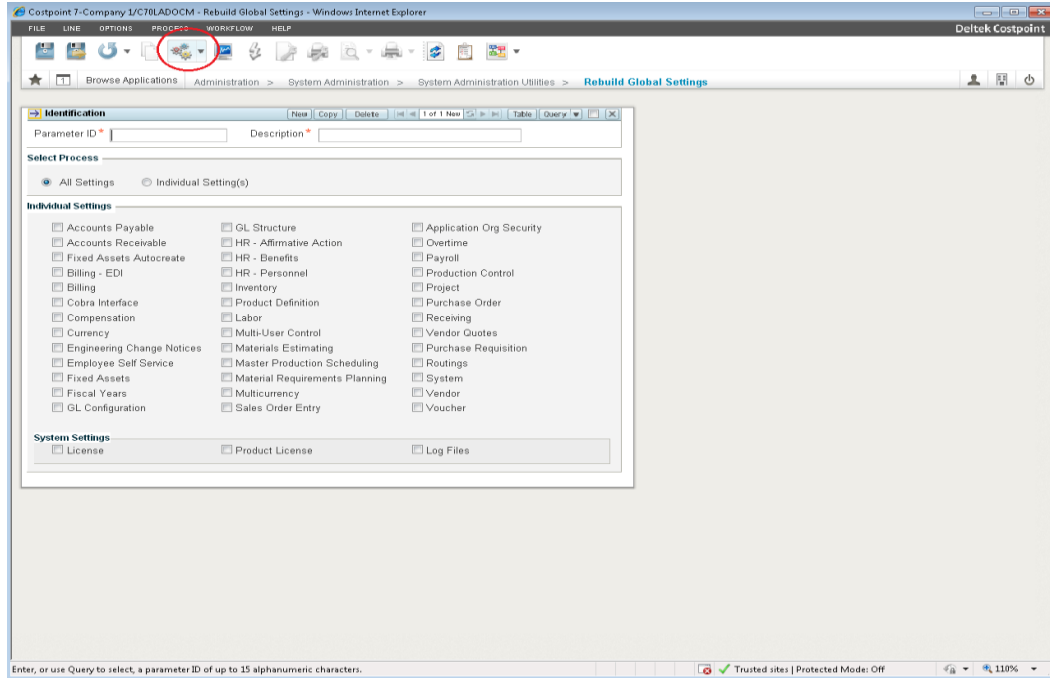 Costpoint 7-Company 1/C70LADOCM - Rebuild Global Settings - Windows Internet Explorer
FILE LINE OPTIONS PROCESS WORKFLOW HELP Deltek Costpoint
1 Browse Applications Administration > System Administration > System Administration Utilities > Rebuild Global Settings
Identification New Copy Delete 1 of 1 New Table Query
Parameter ID * Description *
Select Process
All Settings Individual Setting(s)
Individual Settings
Accounts Payable GL Structure Application Org Security
Accounts Receivable HR - Affirmative Action Overtime
Fixed Assets Autocreate HR - Benefits Payroll
Billing - EDI HR - Personnel Production Control
Billing Inventory Project
Cobra Interface Product Definition Purchase Order
Compensation Labor Receiving
Currency Multi-User Control Vendor Quotes
Engineering Change Notices Materials Estimating Purchase Requisition
Employee Self Service Master Production Scheduling Routings
Fixed Assets Material Requirements Planning System
Fiscal Years Multicurrency Vendor
GL Configuration Sales Order Entry Voucher
System Settings
License Product License Log Files
Enter, or use Query to select, a parameter ID of up to 15 alphanumeric characters. Trusted sites | Protected Mode: Off 110%